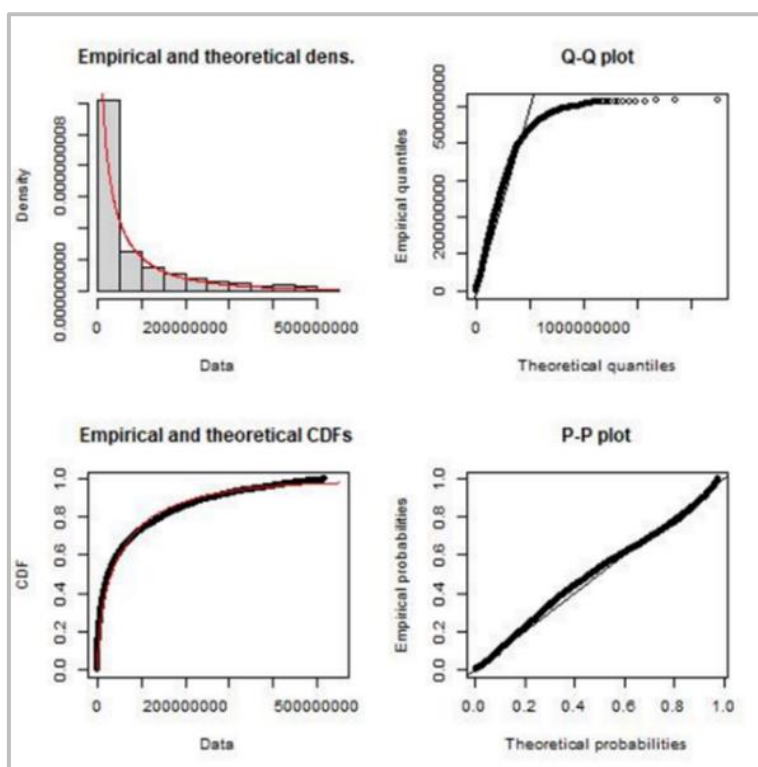 Empirical and theoretical dens.
Density
0.000000008
0.000000000
0 200000000 500000000
Data
Q-Q plot
Empirical quantiles
500000000
200000000
0
0 1000000000
Theoretical quantiles
Empirical and theoretical CDFs
CDF
1.0
0.8
0.6
0.4
0.2
0.0
0 200000000 500000000
Data
P-P plot
Empirical probabilities
1.0
0.8
0.6
0.4
0.2
0.0
0.0 0.2 0.4 0.6 0.8 1.0
Theoretical probabilities